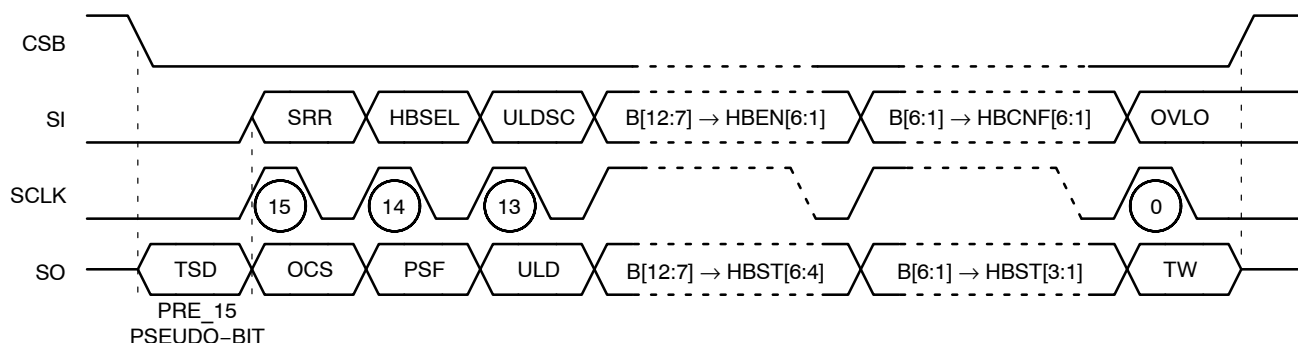 CSB
SI SRR HBSEL ULDSC B[12:7] → HBEN[6:1] B[6:1] → HBCNF[6:1] OVLO
SCLK 15 14 13 0
SO TSD OCS PSF ULD B[12:7] → HBST[6:4] B[6:1] → HBST[3:1] TW
PRE_15
PSEUDO−BIT